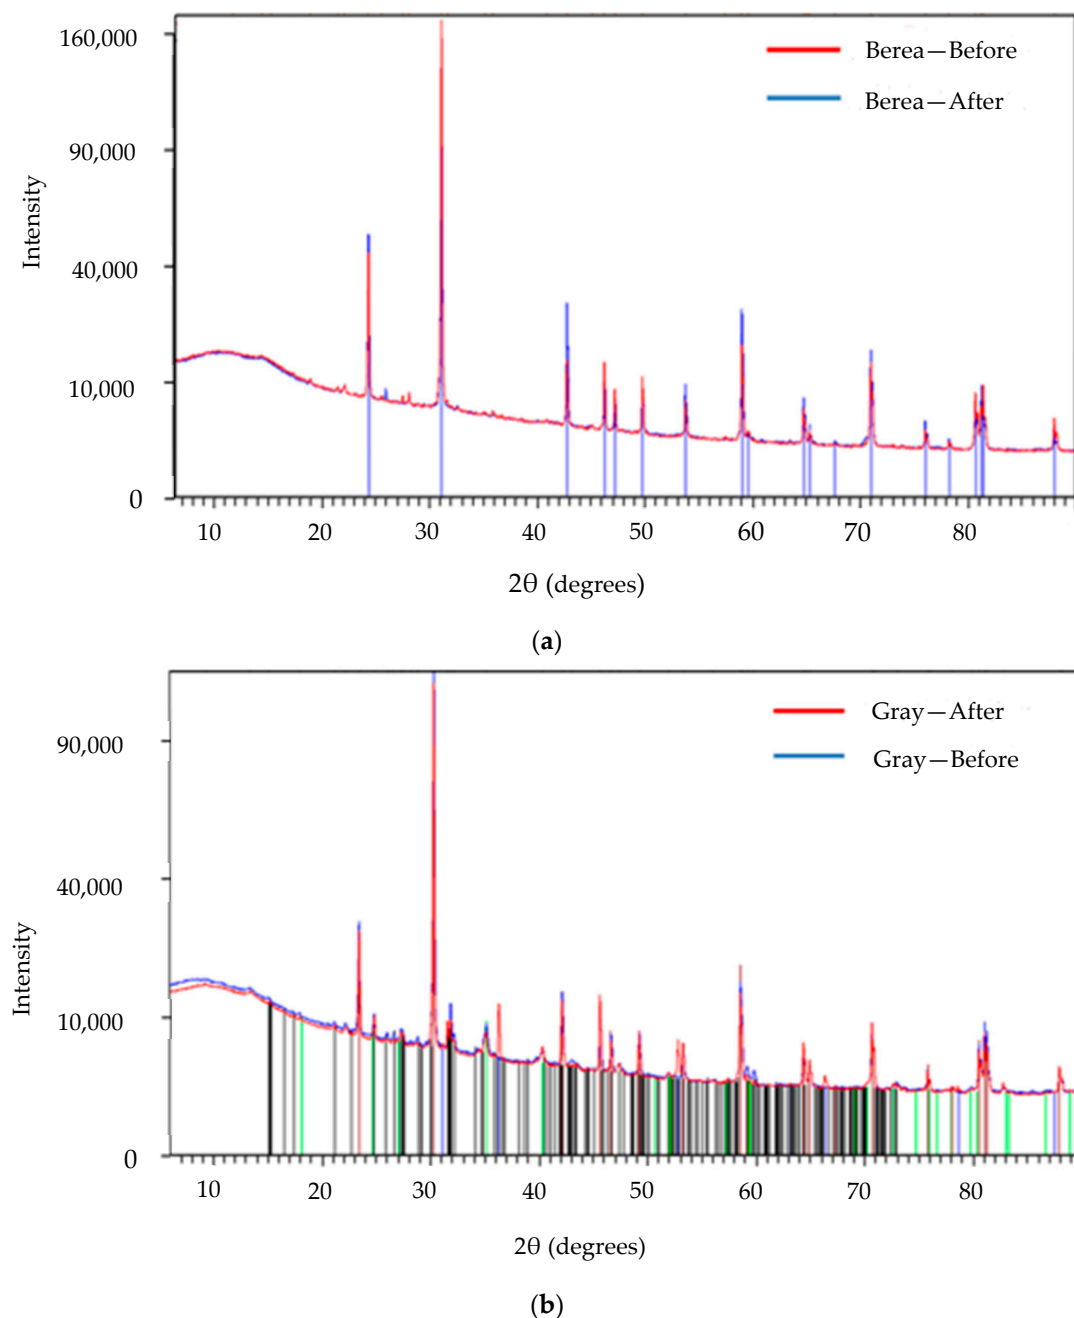 160,000
90,000
40,000
10,000
0
Intensity
Berea—Before
Berea—After
10 20 30 40 50 60 70 80
2θ (degrees)
(a)
90,000
40,000
10,000
0
Intensity
Gray—After
Gray—Before
10 20 30 40 50 60 70 80
2θ (degrees)
(b)